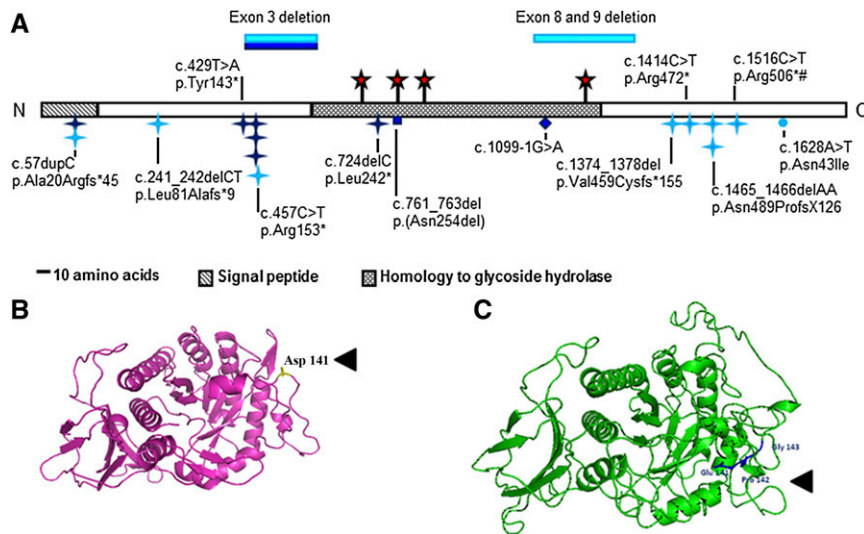 A
Exon 3 deletion
Exon 8 and 9 deletion
c.429T>A
p.Tyr143*
c.1414C>T
p.Arg472*
c.1516C>T
p.Arg506*#
N
C
c.57dupC
p.Ala20Argfs*45
c.241_242delCT
p.Leu81Alafs*9
c.457C>T
p.Arg153*
c.724delC
p.Leu242*
c.761_763del
p.(Asn254del)
c.1099-1G>A
c.1374_1378del
p.Val459Cysfs*155
c.1465_1466delAA
p.Asn489ProfsX126
c.1628A>T
p.Asn43Ile
10 amino acids
Signal peptide
Homology to glycoside hydrolase
B
Asp 141
C
Gly 143
Glu 141
Pro 142